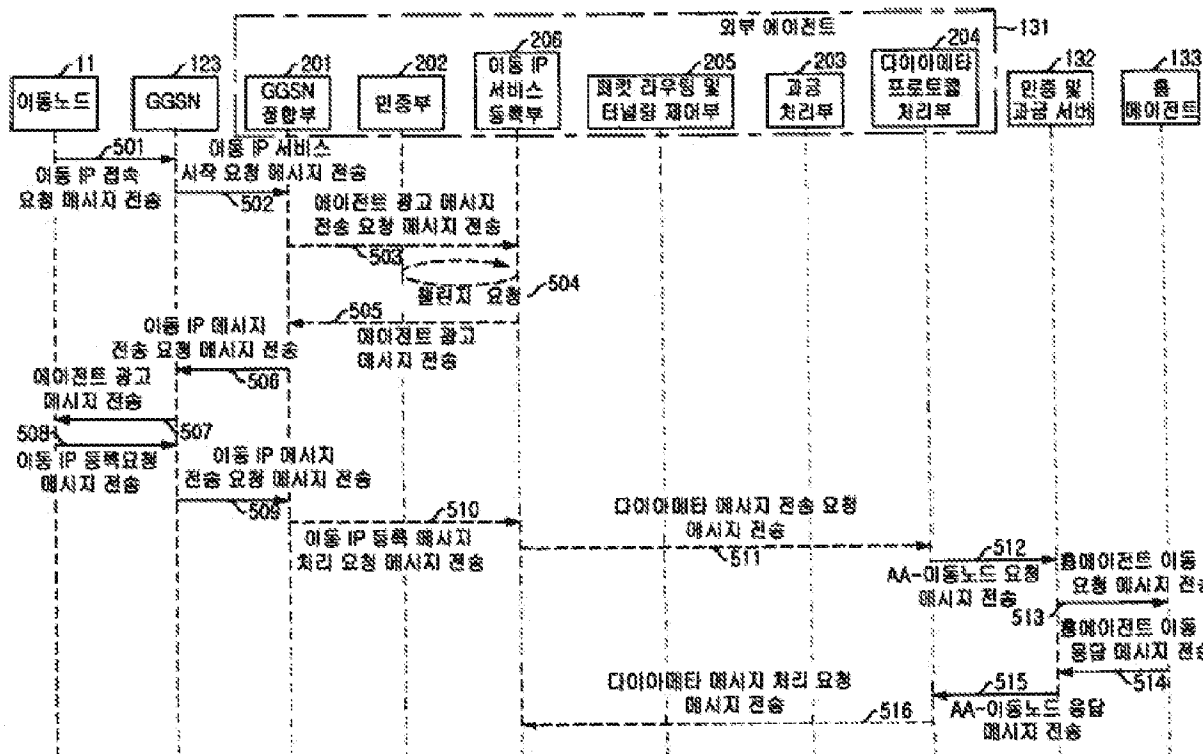 외부 에이전트
131
11
123
201
202
206
205
203
204
132
133
이동노드
GGSN
GGSN
정합부
인증부
이동 IP
서비스
등록부
패킷 라우팅 및
터널링 제어부
과금
처리부
다이아메타
프로토콜
처리부
인증 및
과금 서버
홈
에이전트
501
이동 IP 접속
요청 메시지 전송
이동 IP 서비스
시작 요청 메시지 전송
502
에이전트 광고 메시지
전송 요청 메시지 전송
503
504
챌린지 요청
505
에이전트 광고
메시지 전송
이동 IP 메시지
전송 요청 메시지 전송
506
에이전트 광고
메시지 전송
507
508
이동 IP 등록요청
메시지 전송
이동 IP 메시지
전송 요청 메시지 전송
509
510
이동 IP 등록 메시지
처리 요청 메시지 전송
다이아메타 메시지 전송 요청
메시지 전송
511
512
AA-이동노드 요청
메시지 전송
홈에이전트 이동
요청 메시지 전송
513
홈에이전트 이동
응답 메시지 전송
514
515
AA-이동노드 응답
메시지 전송
다이아메타 메시지 처리 요청
메시지 전송
516